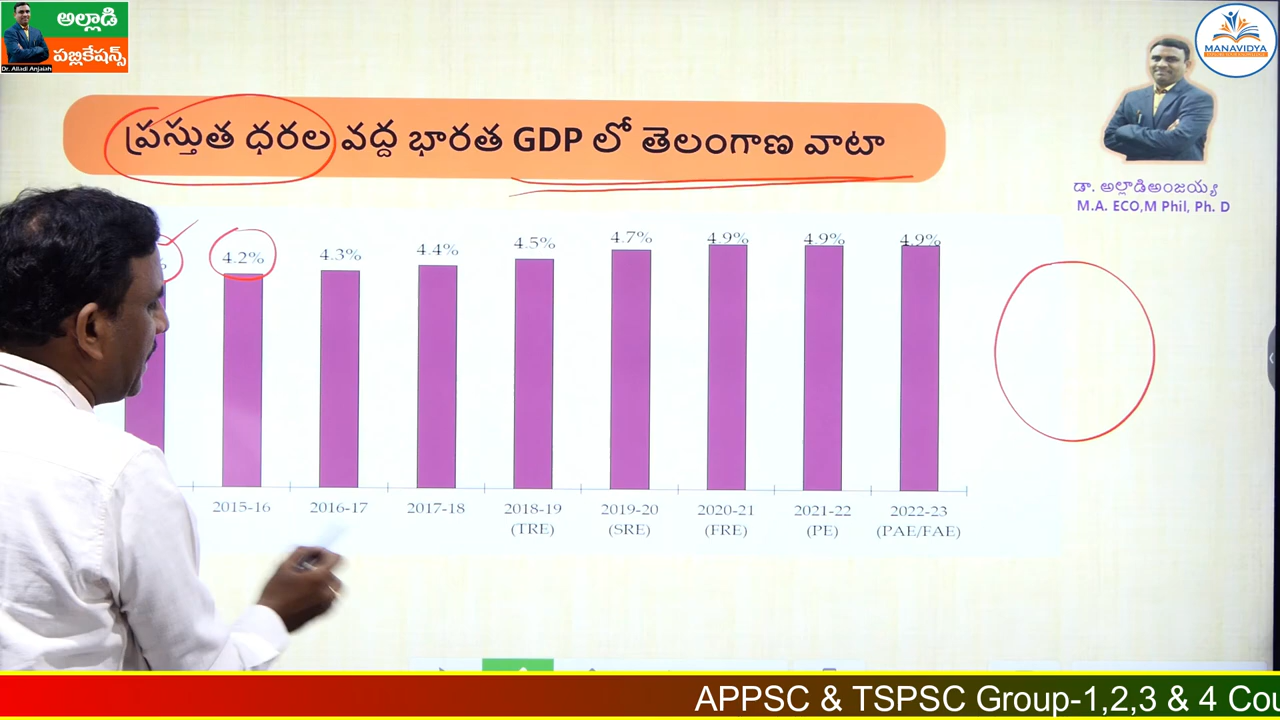 అల్లాడి
పబ్లికేషన్స్
Dr. Alladi Anjaiah
MANAVIDYA
ప్రస్తుత ధరల వద్ద భారత GDP లో తెలంగాణ వాటా
డా. అల్లాడిఅంజయ్య
M.A. ECO,M Phil, Ph. D
4.2% 4.3% 4.4% 4.5% 4.7% 4.9% 4.9% 4.9%
2015-16 2016-17 2017-18 2018-19 2019-20 2020-21 2021-22 2022-23
(TRE) (SRE) (FRE) (PE) (PAE/FAE)
APPSC & TSPSC Group-1,2,3 & 4 Cou